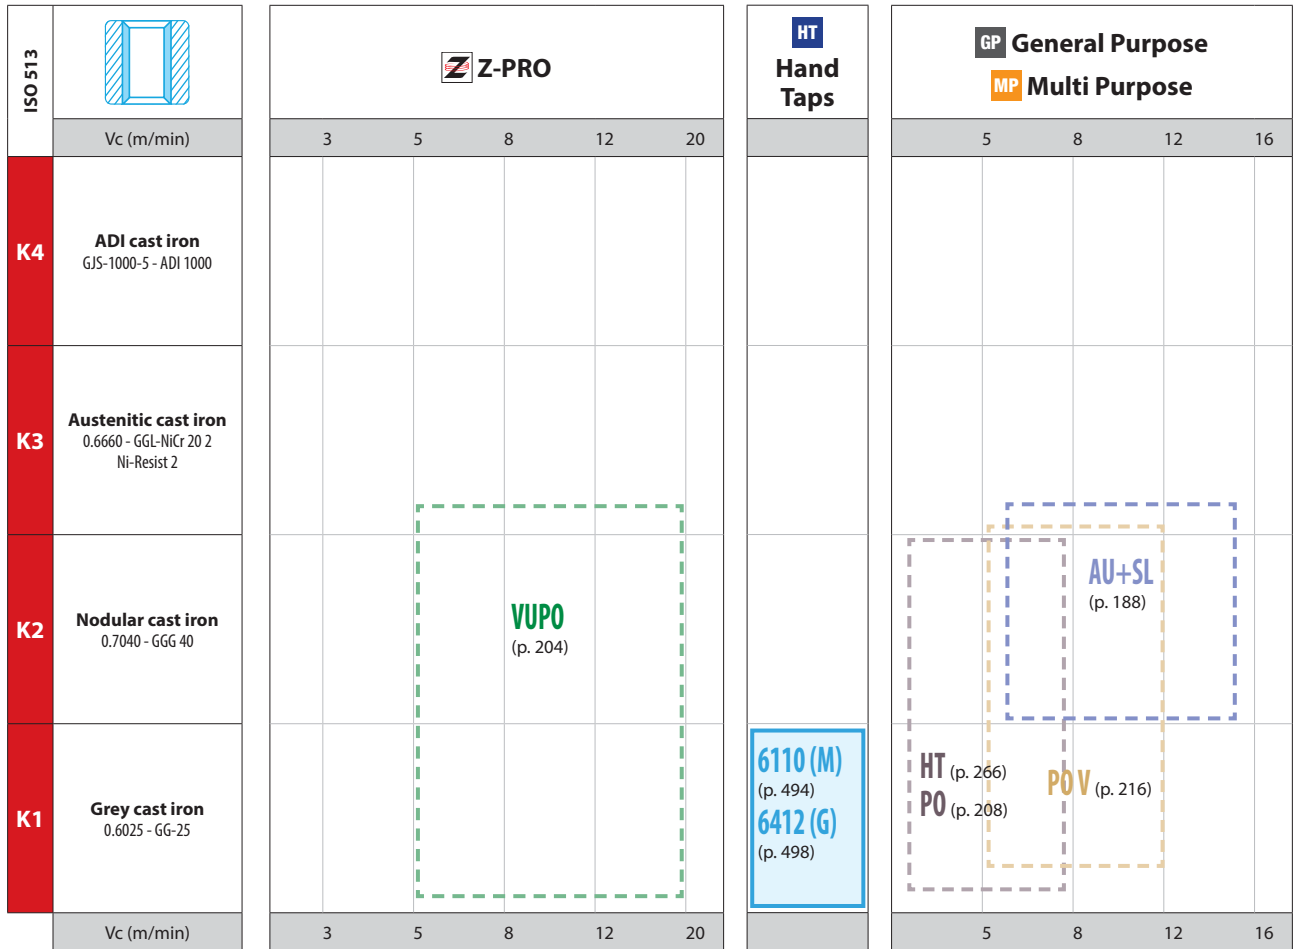 ISO 513
Z-PRO
HT
Hand
Taps
GP General Purpose
MP Multi Purpose
Vc (m/min)
3 5 8 12 20
5 8 12 16
K4
ADI cast iron
GJS-1000-5 - ADI 1000
K3
Austenitic cast iron
0.6660 - GGL-NiCr 20 2
Ni-Resist 2
K2
Nodular cast iron
0.7040 - GGG 40
VUPO
(p. 204)
AU+SL
(p. 188)
K1
Grey cast iron
0.6025 - GG-25
6110 (M)
(p. 494)
6412 (G)
(p. 498)
HT (p. 266)
PO (p. 208)
PO V (p. 216)
Vc (m/min)
3 5 8 12 20
5 8 12 16